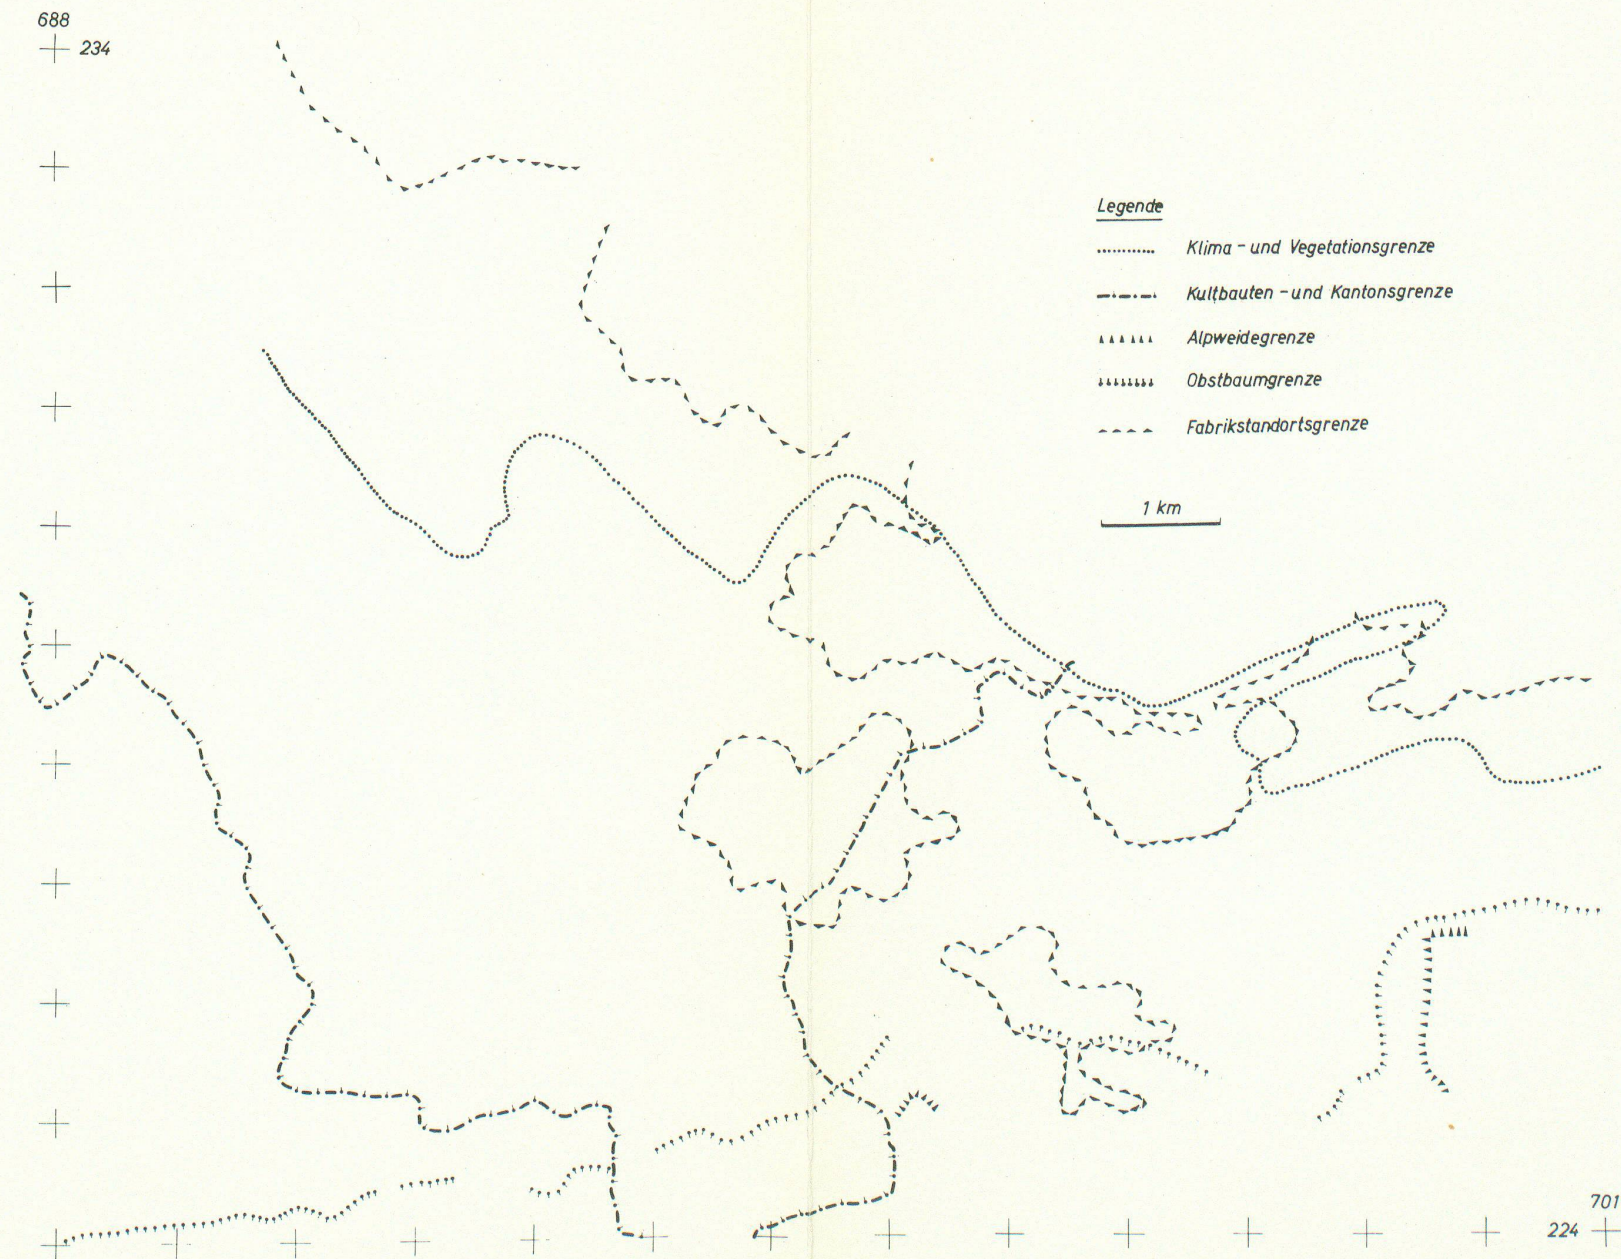 688
234
Legende
Klima - und Vegetationsgrenze
Kultbauten - und Kantonsgrenze
Alpweidegrenze
Obstbaumgrenze
Fabrikstandortsgrenze
1 km
701
224